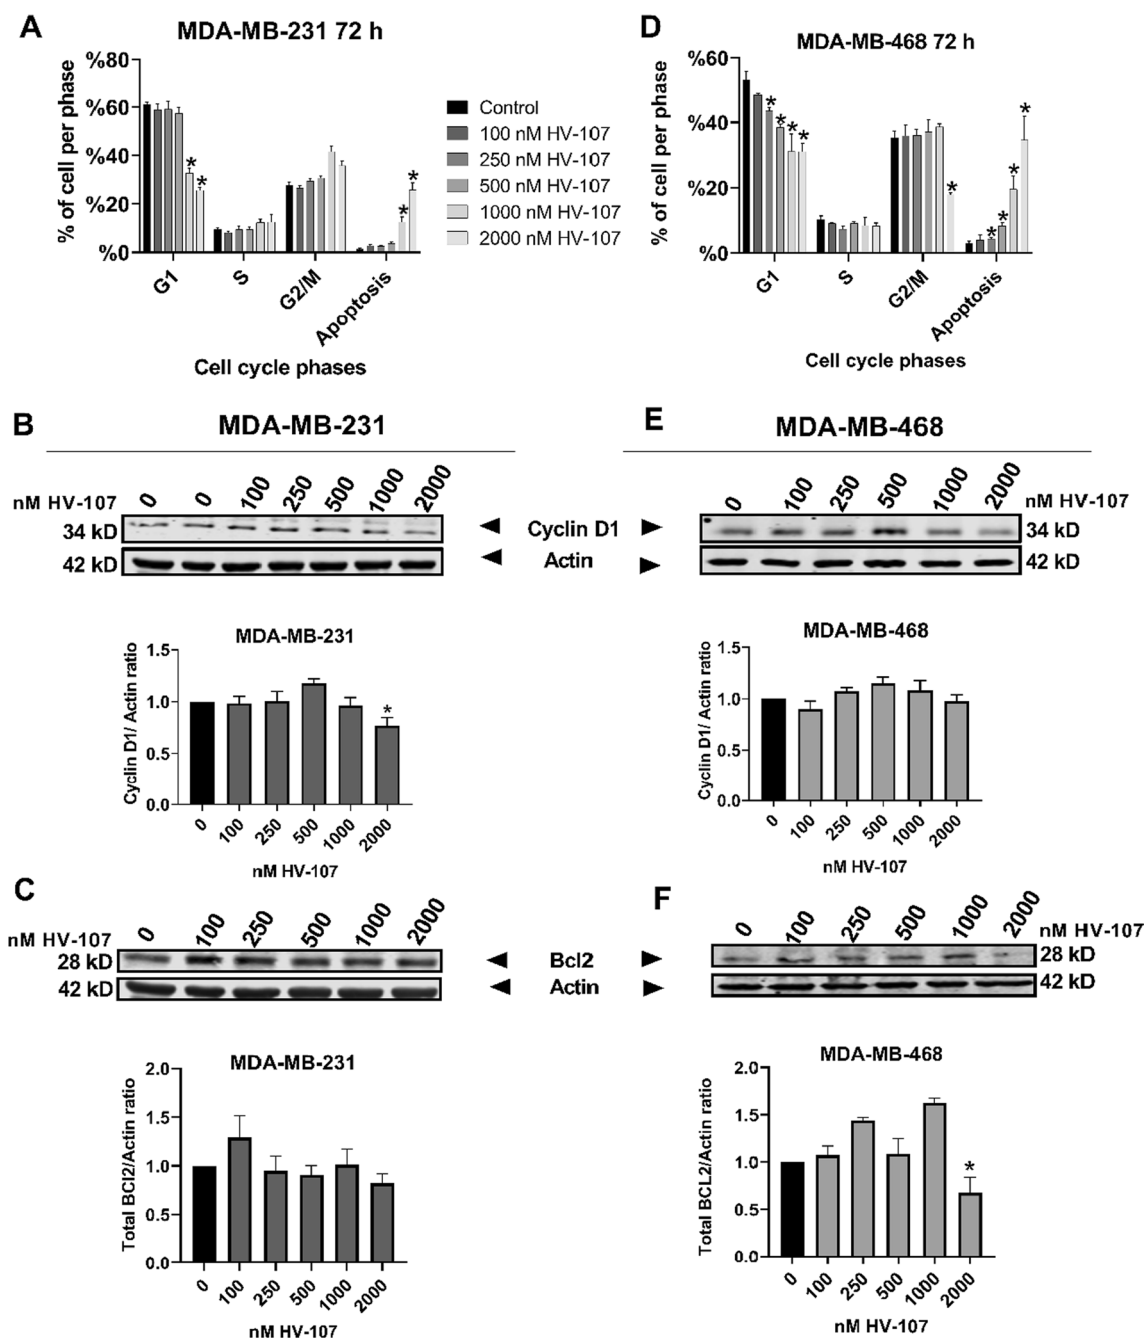 A
MDA-MB-231 72 h
% of cell per phase
%80
%60
%40
%20
%0
* * * *
G1 S G2/M Apoptosis
Cell cycle phases
Control
100 nM HV-107
250 nM HV-107
500 nM HV-107
1000 nM HV-107
2000 nM HV-107
D
MDA-MB-468 72 h
% of cell per phase
%60
%40
%20
%0
* * * * * * * * *
G1 S G2/M Apoptosis
Cell cycle phases
B
MDA-MB-231
nM HV-107 0 0 100 250 500 1000 2000
34 kD
42 kD
Cyclin D1
Actin
E
MDA-MB-468
0 100 250 500 1000 2000 nM HV-107
34 kD
42 kD
MDA-MB-231
Cyclin D1/ Actin ratio
1.5
1.0
0.5
0.0
*
0 100 250 500 1000 2000
nM HV-107
MDA-MB-468
Cyclin D1/ Actin ratio
1.5
1.0
0.5
0.0
0 100 250 500 1000 2000
nM HV-107
C
nM HV-107 0 100 250 500 1000 2000
28 kD
42 kD
Bcl2
Actin
F
0 100 250 500 1000 2000 nM HV-107
28 kD
42 kD
MDA-MB-231
Total BCl2/Actin ratio
2.0
1.5
1.0
0.5
0.0
0 100 250 500 1000 2000
nM HV-107
MDA-MB-468
Total BCL2/Actin ratio
2.0
1.5
1.0
0.5
0.0
*
0 100 250 500 1000 2000
nM HV-107